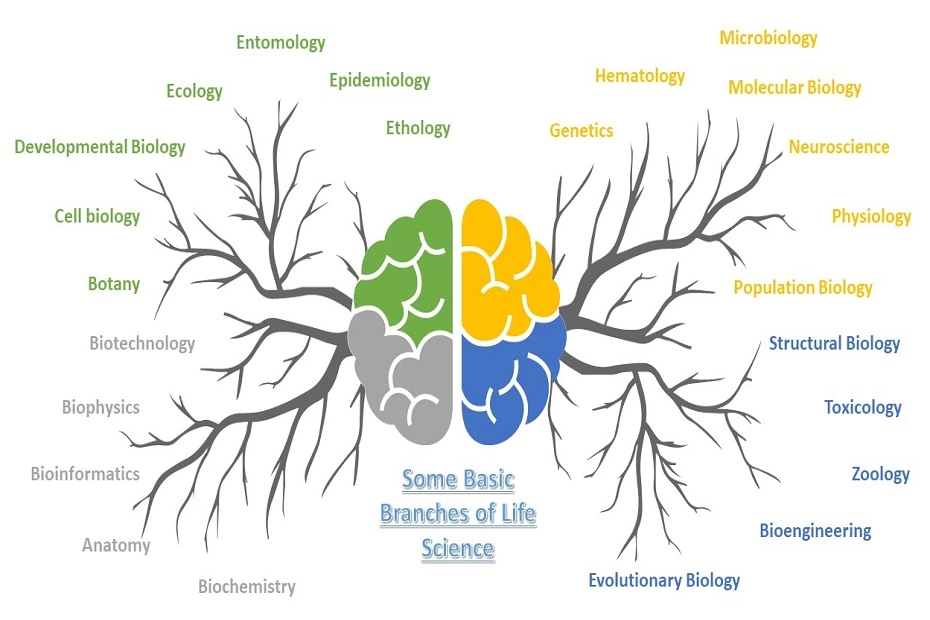 Entomology
Epidemiology
Ecology
Ethology
Developmental Biology
Cell biology
Botany
Biotechnology
Biophysics
Bioinformatics
Anatomy
Biochemistry
Microbiology
Hematology
Molecular Biology
Genetics
Neuroscience
Physiology
Population Biology
Structural Biology
Toxicology
Zoology
Bioengineering
Evolutionary Biology
Some Basic
Branches of Life
Science